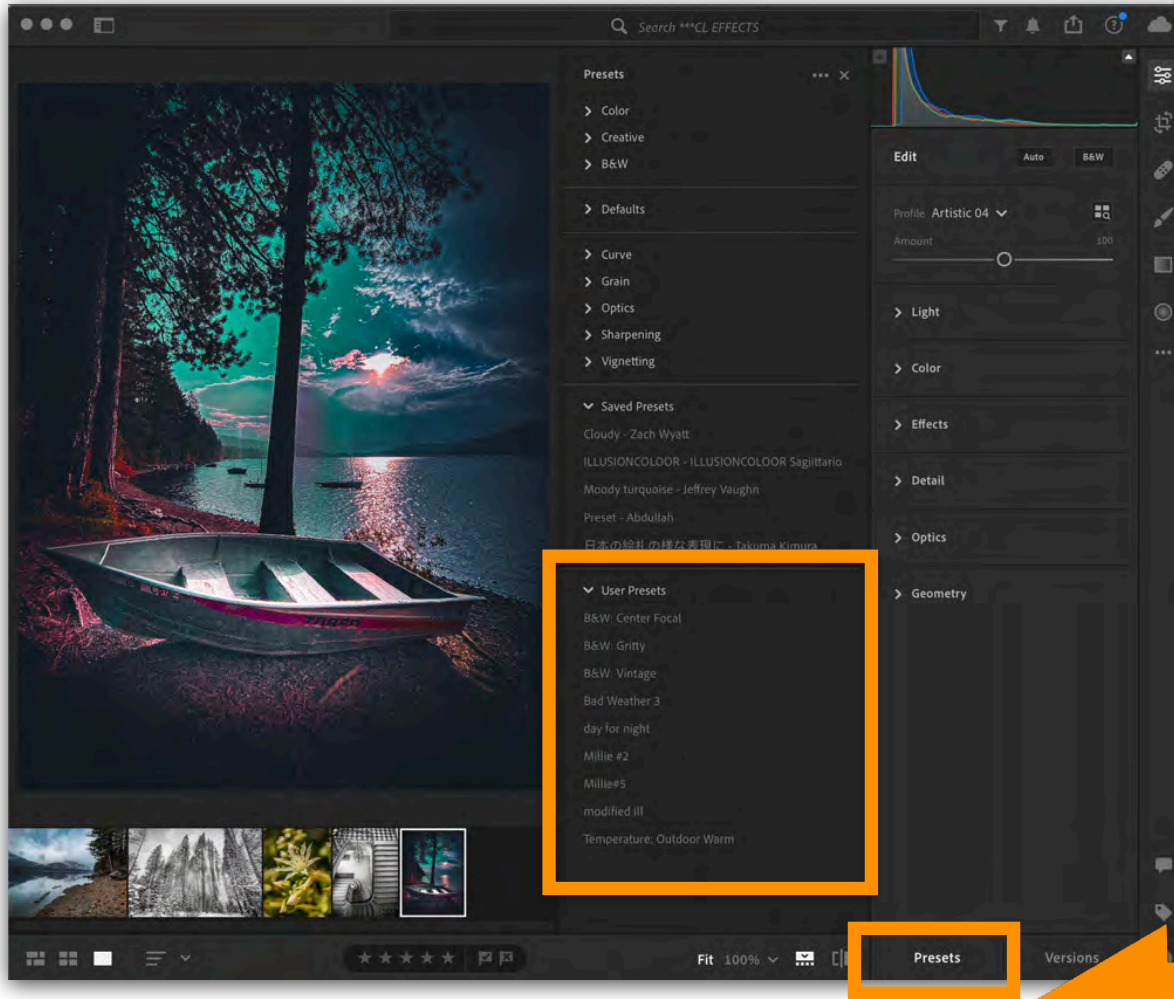 Search ***CL EFFECTS
Presets
Color
Creative
B&W
Defaults
Curve
Grain
Optics
Sharpening
Vignetting
Saved Presets
Cloudy - Zach Wyatt
ILLUSIONCOLOOR - ILLUSIONCOLOOR Sagiittario
Moody turquoise - Jeffrey Vaughn
Preset - Abdullah
日本の絵札の様な表現に - Takuma Kimura
User Presets
B&W: Center Focal
B&W: Gritty
B&W: Vintage
Bad Weather 3
day for night
Millie #2
Millie#5
modified ill
Temperature: Outdoor Warm
Edit Auto B&W
Profile Artistic 04
Amount 100
Light
Color
Effects
Detail
Optics
Geometry
Fit 100%
Presets Versions